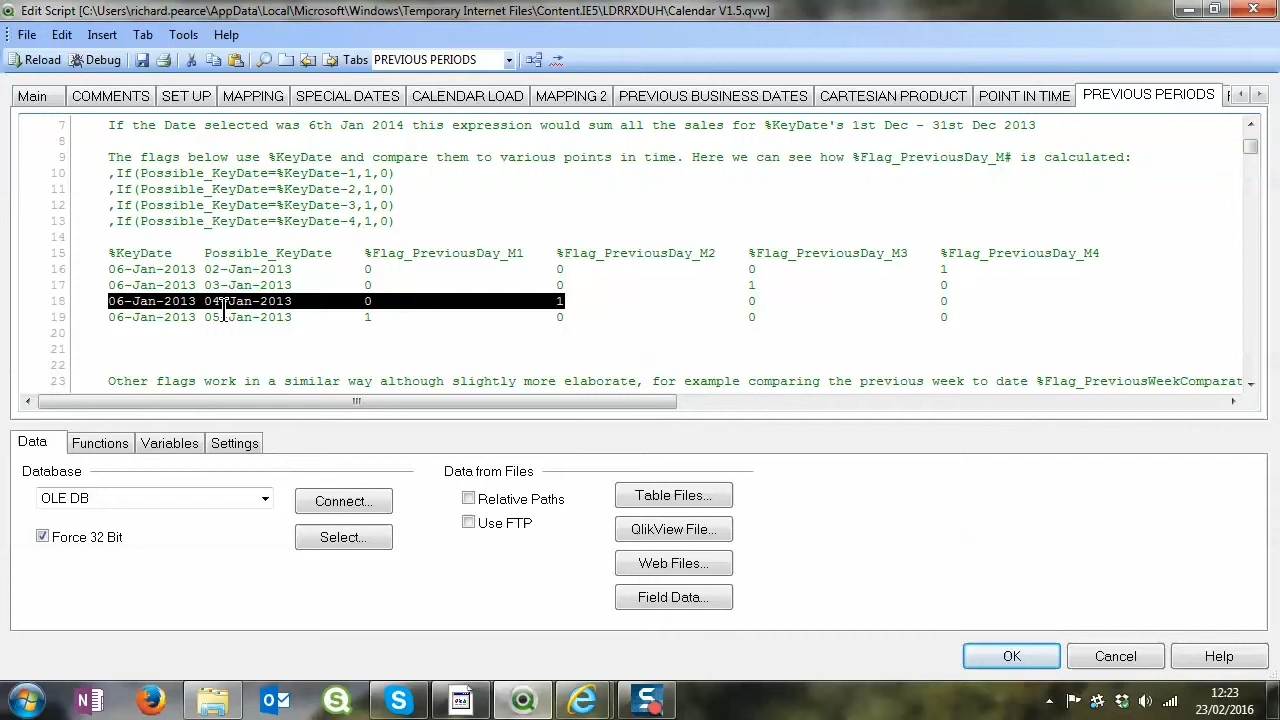 Edit Script [C:\Users\richard.pearce\AppData\Local\Microsoft\Windows\Temporary Internet Files\Content.IE5\LDRRXDUH\Calendar V1.5.qvw]
File Edit Insert Tab Tools Help
Reload Debug Tabs PREVIOUS PERIODS
Main COMMENTS SET UP MAPPING SPECIAL DATES CALENDAR LOAD MAPPING 2 PREVIOUS BUSINESS DATES CARTESIAN PRODUCT POINT IN TIME PREVIOUS PERIODS
7 If the Date selected was 6th Jan 2014 this expression would sum all the sales for %KeyDate's 1st Dec - 31st Dec 2013
8
9 The flags below use %KeyDate and compare them to various points in time. Here we can see how %Flag_PreviousDay_M# is calculated:
10 ,If(Possible_KeyDate=%KeyDate-1,1,0)
11 ,If(Possible_KeyDate=%KeyDate-2,1,0)
12 ,If(Possible_KeyDate=%KeyDate-3,1,0)
13 ,If(Possible_KeyDate=%KeyDate-4,1,0)
14
15 %KeyDate Possible_KeyDate %Flag_PreviousDay_M1 %Flag_PreviousDay_M2 %Flag_PreviousDay_M3 %Flag_PreviousDay_M4
16 06-Jan-2013 02-Jan-2013 0 0 0 1
17 06-Jan-2013 03-Jan-2013 0 0 1 0
18 06-Jan-2013 04-Jan-2013 0 1 0 0
19 06-Jan-2013 05-Jan-2013 1 0 0 0
20
21
22
23 Other flags work in a similar way although slightly more elaborate, for example comparing the previous week to date %Flag_PreviousWeekComparat
Data Functions Variables Settings
Database
Data from Files
OLE DB
Connect...
Relative Paths
Table Files...
Use FTP
QlikView File...
Force 32 Bit
Select...
Web Files...
Field Data...
OK Cancel Help
12:23
23/02/2016